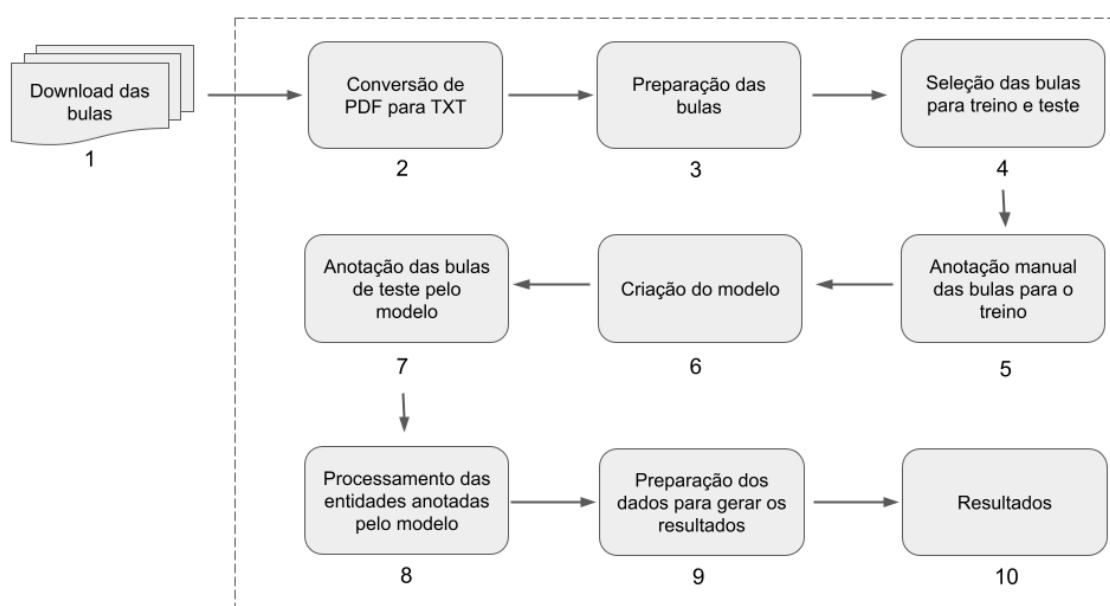 Download das
bulas
1
Conversão de
PDF para TXT
2
Preparação das
bulas
3
Seleção das bulas
para treino e teste
4
Anotação manual
das bulas para o
treino
5
Criação do modelo
6
Anotação das bulas
de teste pelo
modelo
7
Processamento das
entidades anotadas
pelo modelo
8
Preparação dos
dados para gerar os
resultados
9
Resultados
10